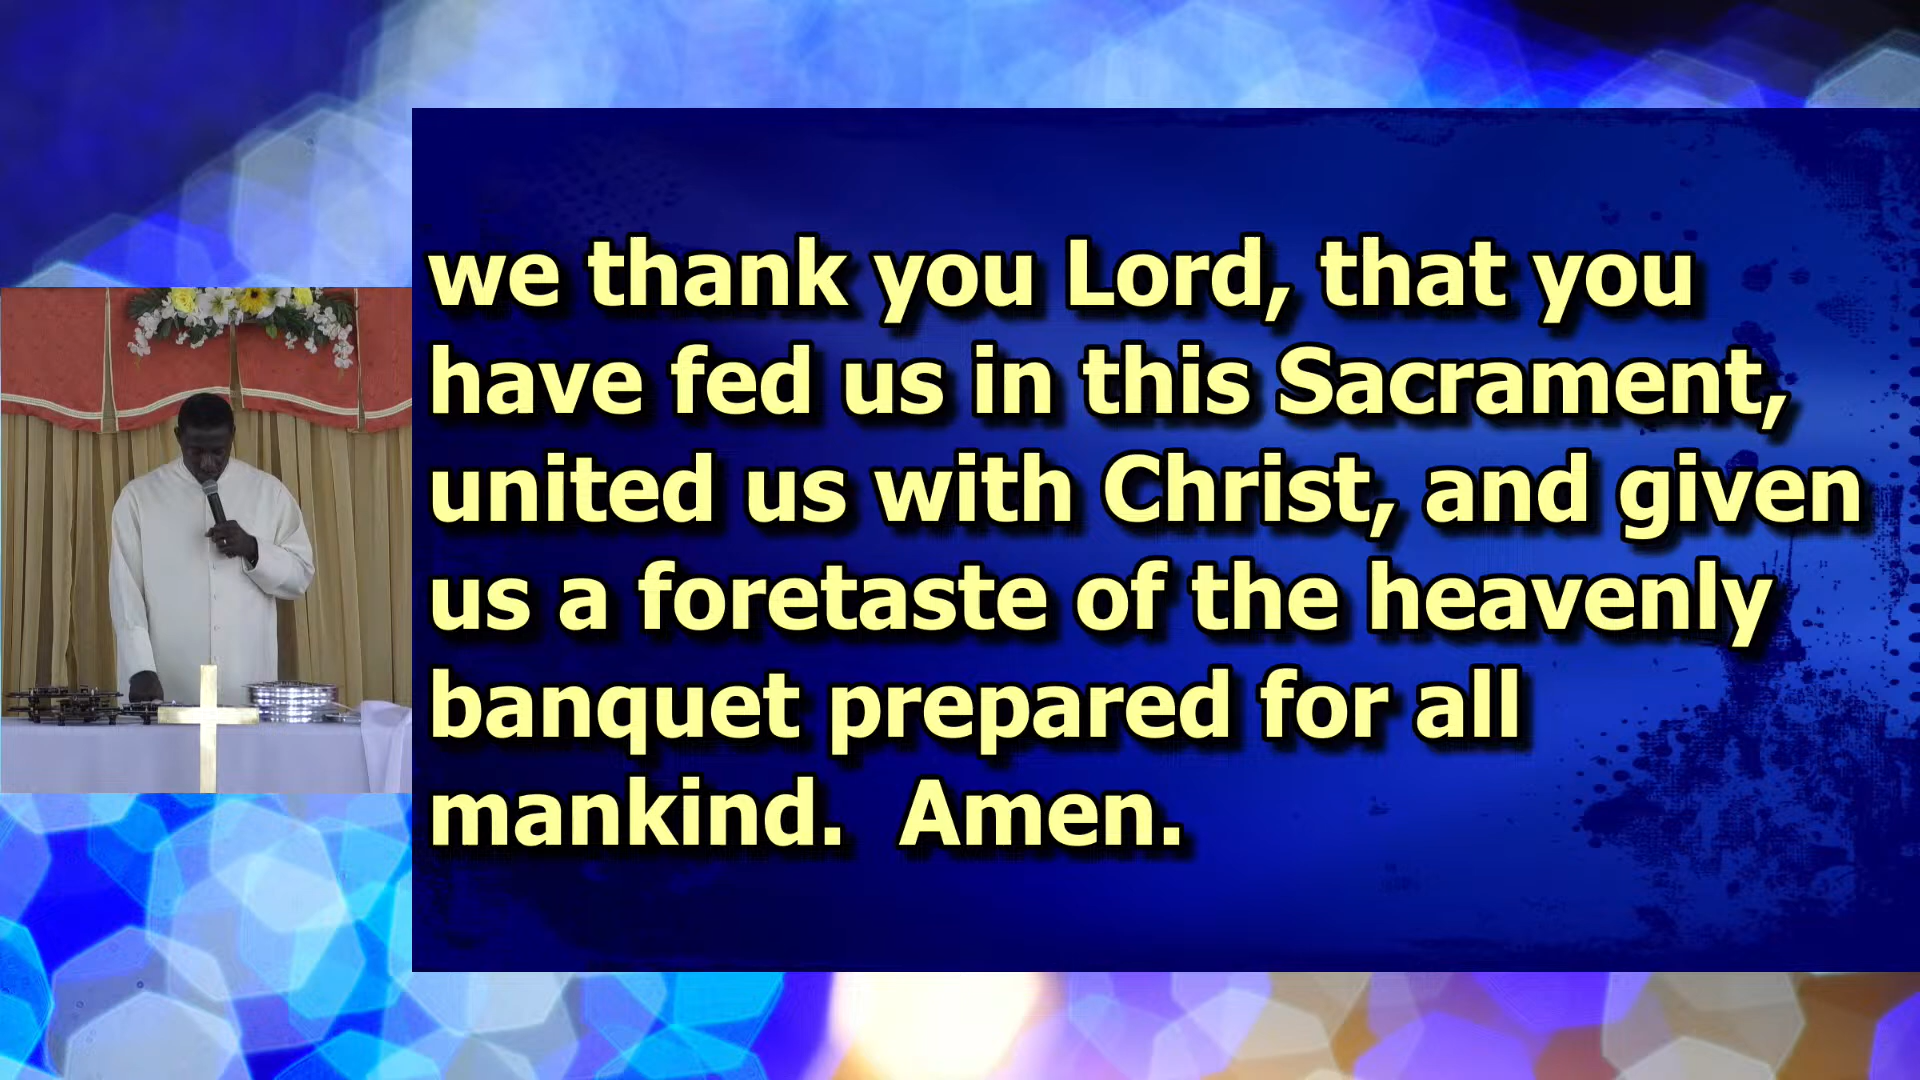 we thank you Lord, that you
have fed us in this Sacrament,
united us with Christ, and given
us a foretaste of the heavenly
banquet prepared for all
mankind.  Amen.